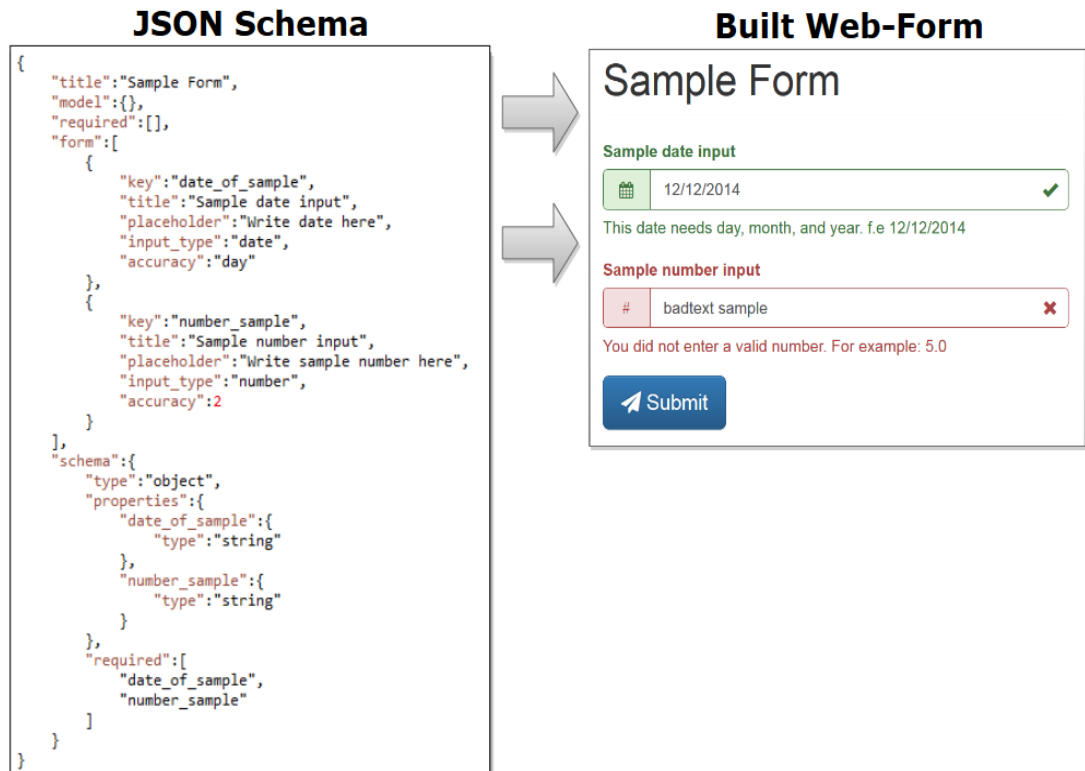 JSON Schema
{
    "title":"Sample Form",
    "model":{},
    "required":[],
    "form":[
        {
            "key":"date_of_sample",
            "title":"Sample date input",
            "placeholder":"Write date here",
            "input_type":"date",
            "accuracy":"day"
        },
        {
            "key":"number_sample",
            "title":"Sample number input",
            "placeholder":"Write sample number here",
            "input_type":"number",
            "accuracy":2
        }
    ],
    "schema":{
        "type":"object",
        "properties":{
            "date_of_sample":{
                "type":"string"
            },
            "number_sample":{
                "type":"string"
            }
        },
        "required":[
            "date_of_sample",
            "number_sample"
        ]
    }
}
Built Web-Form
Sample Form
Sample date input
12/12/2014
This date needs day, month, and year. f.e 12/12/2014
Sample number input
# badtext sample
You did not enter a valid number. For example: 5.0
Submit